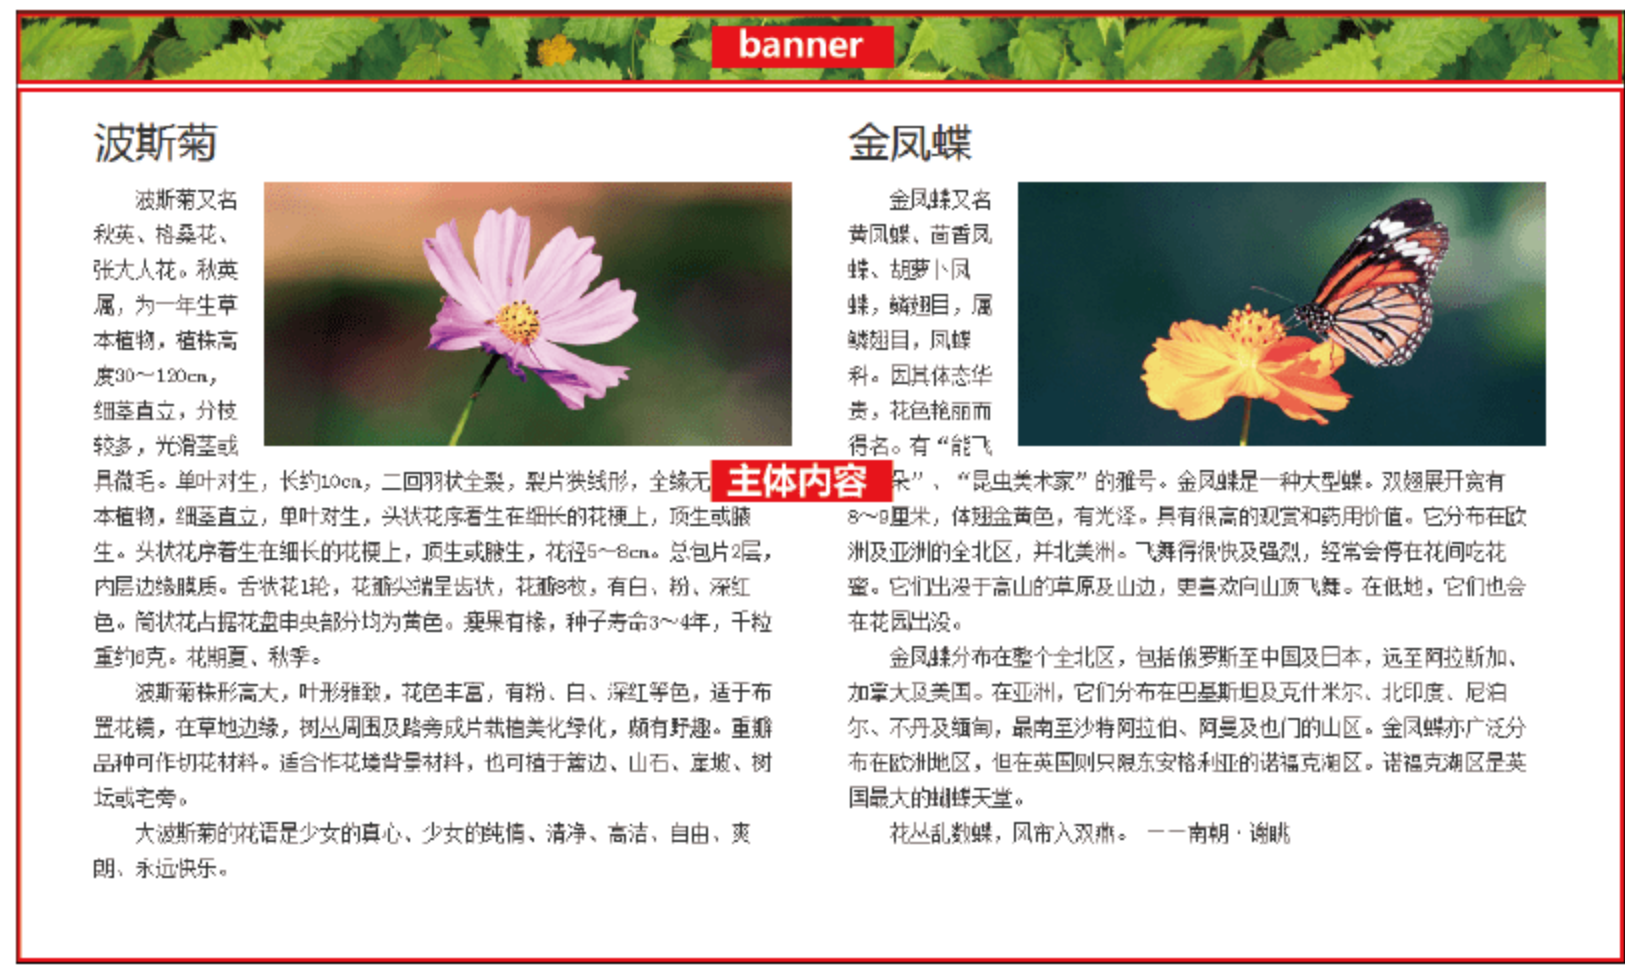 banner
波斯菊
波斯菊又名
秋英、格桑花、
张大人花。秋英
属，为一年生草
本植物，植株高
度30～120cm，
细茎直立，分枝
较多，光滑茎或
具微毛。单叶对生，长约10cm，二回羽状全裂，裂片狭线形，全缘无
本植物，细茎直立，单叶对生，头状花序着生在细长的花梗上，顶生或腋
生。头状花序着生在细长的花梗上，顶生或腋生，花径5～8cm。总包片2层，
内层边缘膜质。舌状花1轮，花瓣尖端呈齿状，花瓣8枚，有白、粉、深红
色。筒状花占据花盘中央部分均为黄色。瘦果有椽，种子寿命3～4年，千粒
重约6克。花期夏、秋季。
波斯菊株形高大，叶形雅致，花色丰富，有粉、白、深红等色，适于布
置花镜，在草地边缘，树丛周围及路旁成片栽植美化绿化，颇有野趣。重瓣
品种可作切花材料。适合作花境背景材料，也可植于篱边、山石、崖坡、树
坛或宅旁。
大波斯菊的花语是少女的真心、少女的纯情、清净、高洁、自由、爽
朗、永远快乐。
主体内容
金凤蝶
金凤蝶又名
黄凤蝶、茴香凤
蝶、胡萝卜凤
蝶，鳞翅目，属
鳞翅目，凤蝶
科。因其体态华
贵，花色艳丽而
得名。有“能飞
朵”、“昆虫美术家”的雅号。金凤蝶是一种大型蝶。双翅展开宽有
8～9厘米，体翅金黄色，有光泽。具有很高的观赏和药用价值。它分布在欧
洲及亚洲的全北区，并北美洲。飞舞得很快及强烈，经常会停在花间吃花
蜜。它们出没于高山的草原及山边，更喜欢向山顶飞舞。在低地，它们也会
在花园出没。
金凤蝶分布在整个全北区，包括俄罗斯至中国及日本，远至阿拉斯加、
加拿大及美国。在亚洲，它们分布在巴基斯坦及克什米尔、北印度、尼泊
尔、不丹及缅甸，最南至沙特阿拉伯、阿曼及也门的山区。金凤蝶亦广泛分
布在欧洲地区，但在英国则只限东安格利亚的诺福克湖区。诺福克湖区是英
国最大的蝴蝶天堂。
花丛乱数蝶，风帘入双燕。 ——南朝·谢眺